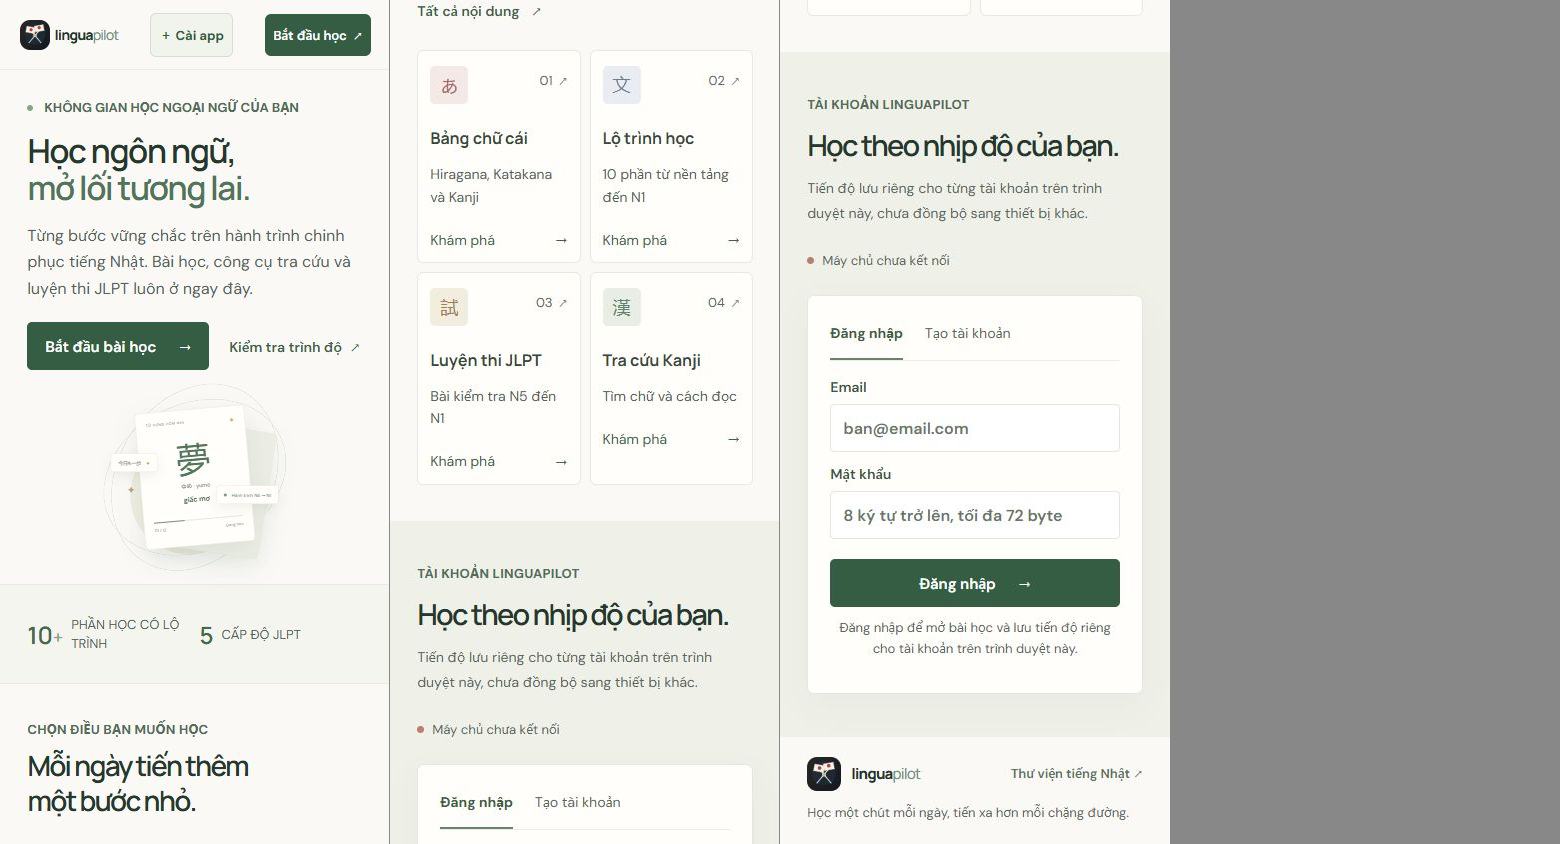 linguapilot
+ Cài app
Bắt đầu học ↗
KHÔNG GIAN HỌC NGOẠI NGỮ CỦA BẠN
Học ngôn ngữ,
mở lối tương lai.
Từng bước vững chắc trên hành trình chinh
phục tiếng Nhật. Bài học, công cụ tra cứu và
luyện thi JLPT luôn ở ngay đây.
Bắt đầu bài học →
Kiểm tra trình độ ↗
夢
yume
giấc mơ
10+ PHẦN HỌC CÓ LỘ
TRÌNH
5 CẤP ĐỘ JLPT
CHỌN ĐIỀU BẠN MUỐN HỌC
Mỗi ngày tiến thêm
một bước nhỏ.
Tất cả nội dung ↗
あ
01 ↗
Bảng chữ cái
Hiragana, Katakana
và Kanji
Khám phá →
文
02 ↗
Lộ trình học
10 phần từ nền tảng
đến N1
Khám phá →
試
03 ↗
Luyện thi JLPT
Bài kiểm tra N5 đến
N1
Khám phá →
漢
04 ↗
Tra cứu Kanji
Tìm chữ và cách đọc
Khám phá →
TÀI KHOẢN LINGUAPILOT
Học theo nhịp độ của bạn.
Tiến độ lưu riêng cho từng tài khoản trên trình
duyệt này, chưa đồng bộ sang thiết bị khác.
Máy chủ chưa kết nối
Đăng nhập
Tạo tài khoản
TÀI KHOẢN LINGUAPILOT
Học theo nhịp độ của bạn.
Tiến độ lưu riêng cho từng tài khoản trên trình
duyệt này, chưa đồng bộ sang thiết bị khác.
Máy chủ chưa kết nối
Đăng nhập
Tạo tài khoản
Email
ban@email.com
Mật khẩu
8 ký tự trở lên, tối đa 72 byte
Đăng nhập →
Đăng nhập để mở bài học và lưu tiến độ riêng
cho tài khoản trên trình duyệt này.
linguapilot
Thư viện tiếng Nhật ↗
Học một chút mỗi ngày, tiến xa hơn mỗi chặng đường.